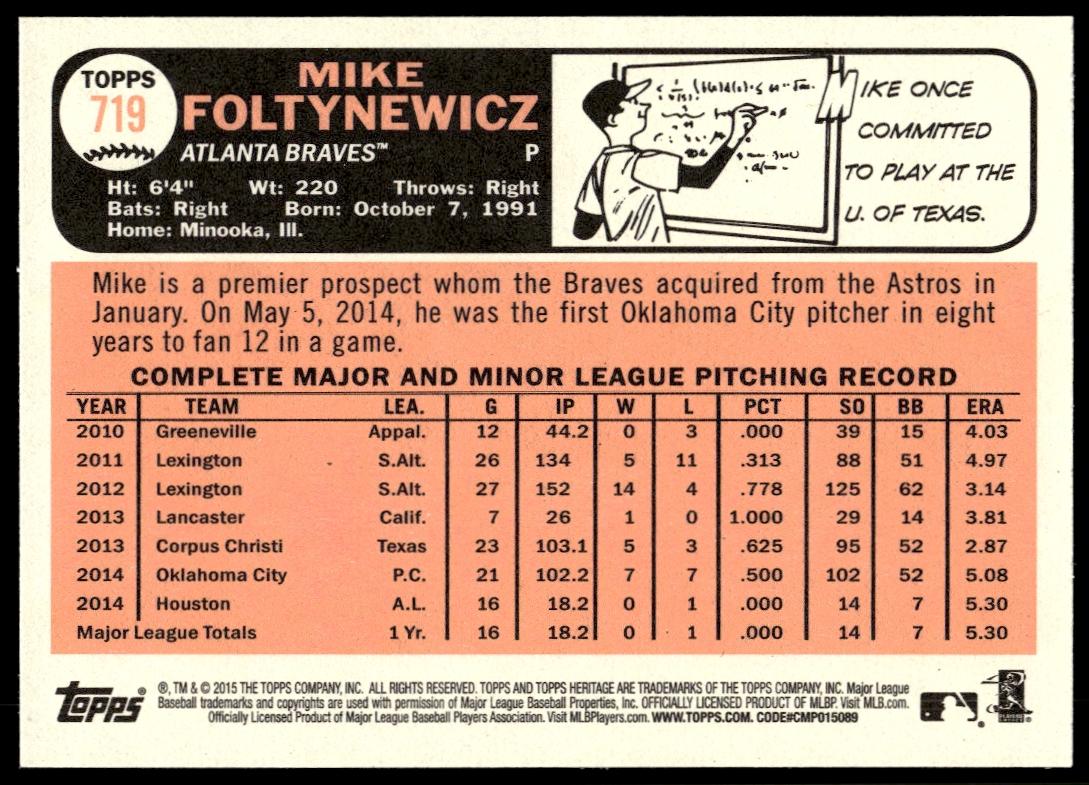 TOPPS
719
MIKE
FOLTYNEWICZ
ATLANTA BRAVES™ P
Ht: 6'4" Wt: 220 Throws: Right
Bats: Right Born: October 7, 1991
Home: Minooka, Ill.
MIKE ONCE
COMMITTED
TO PLAY AT THE
U. OF TEXAS.
Mike is a premier prospect whom the Braves acquired from the Astros in
January. On May 5, 2014, he was the first Oklahoma City pitcher in eight
years to fan 12 in a game.
COMPLETE MAJOR AND MINOR LEAGUE PITCHING RECORD
YEAR TEAM LEA. G IP W L PCT SO BB ERA
2010 Greeneville Appal. 12 44.2 0 3 .000 39 15 4.03
2011 Lexington S.Alt. 26 134 5 11 .313 88 51 4.97
2012 Lexington S.Alt. 27 152 14 4 .778 125 62 3.14
2013 Lancaster Calif. 7 26 1 0 1.000 29 14 3.81
2013 Corpus Christi Texas 23 103.1 5 3 .625 95 52 2.87
2014 Oklahoma City P.C. 21 102.2 7 7 .500 102 52 5.08
2014 Houston A.L. 16 18.2 0 1 .000 14 7 5.30
Major League Totals 1 Yr. 16 18.2 0 1 .000 14 7 5.30
topps®
®, TM & © 2015 THE TOPPS COMPANY, INC. ALL RIGHTS RESERVED. TOPPS AND TOPPS HERITAGE ARE TRADEMARKS OF THE TOPPS COMPANY, INC. Major League
Baseball trademarks and copyrights are used with permission of Major League Baseball Properties, Inc. OFFICIALLY LICENSED PRODUCT OF MLBP. Visit MLB.com.
Officially Licensed Product of Major League Baseball Players Association. Visit MLBPlayers.com. WWW.TOPPS.COM. CODE#CMP015089